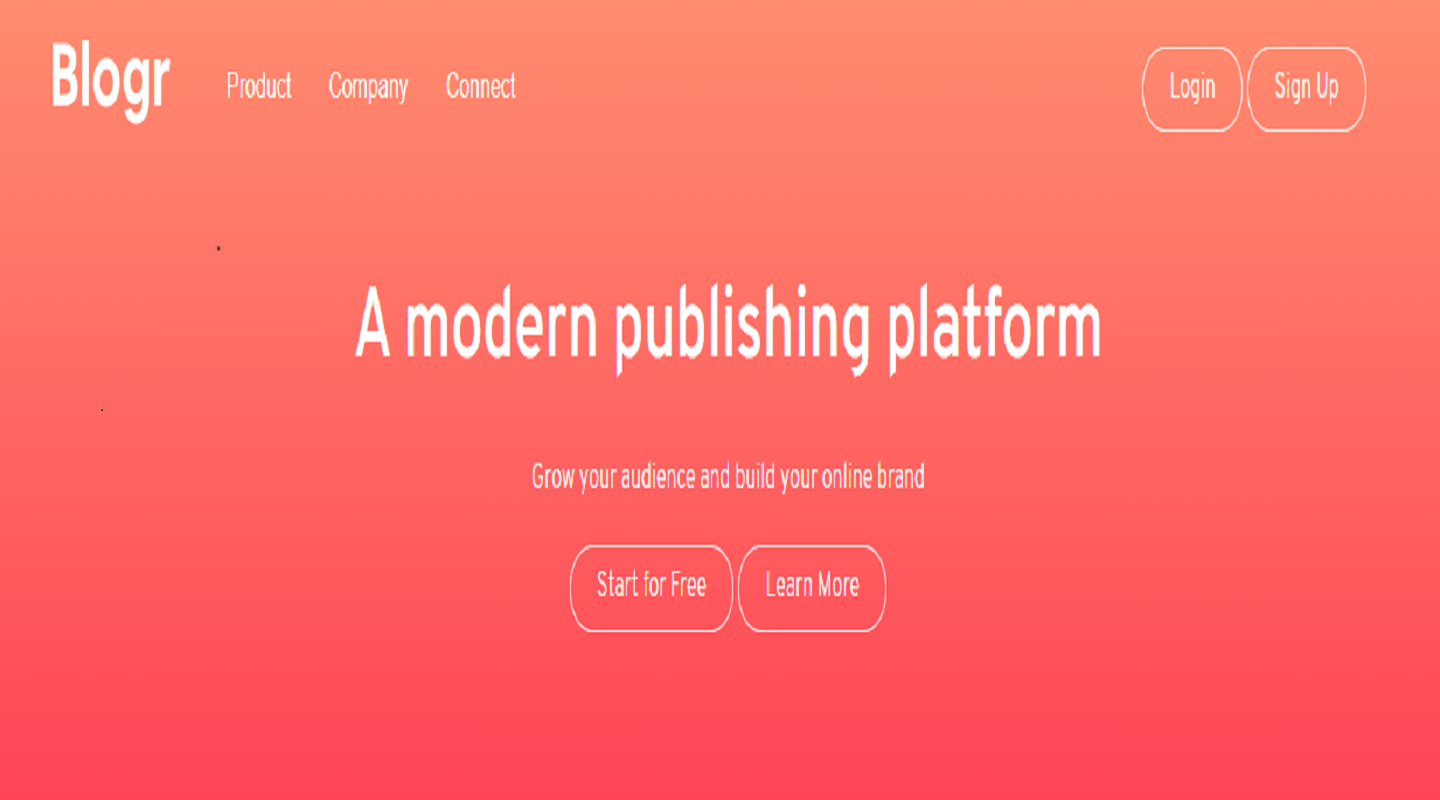 Blogr Product Company Connect Login Sign Up
A modern publishing platform
Grow your audience and build your online brand
Start for Free Learn More